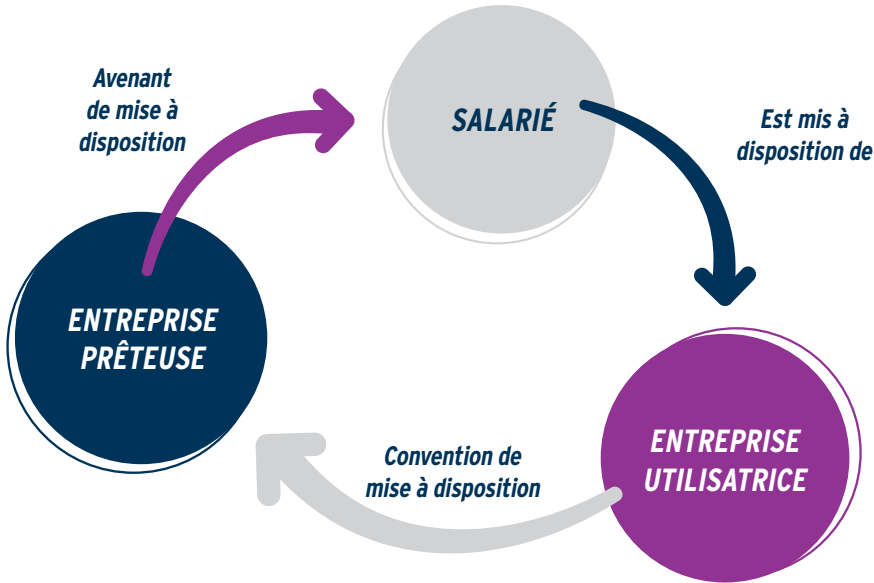 Avenant
de mise à
disposition
SALARIÉ
Est mis à
disposition de
ENTREPRISE
PRÊTEUSE
ENTREPRISE
UTILISATRICE
Convention de
mise à disposition